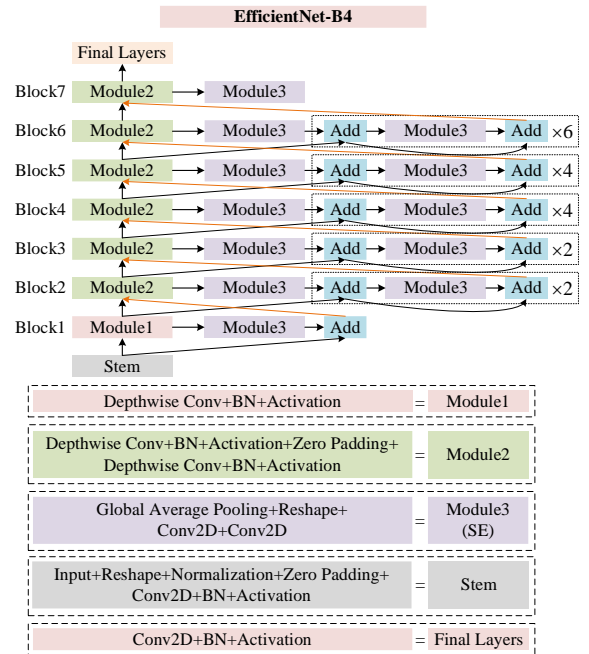 EfficientNet-B4
Final Layers
Block7 Module2 Module3
Block6 Module2 Module3 Add Module3 Add ×6
Block5 Module2 Module3 Add Module3 Add ×4
Block4 Module2 Module3 Add Module3 Add ×4
Block3 Module2 Module3 Add Module3 Add ×2
Block2 Module2 Module3 Add Module3 Add ×2
Block1 Module1 Module3 Add
Stem
Depthwise Conv+BN+Activation = Module1
Depthwise Conv+BN+Activation+Zero Padding+
Depthwise Conv+BN+Activation = Module2
Global Average Pooling+Reshape+
Conv2D+Conv2D = Module3
(SE)
Input+Reshape+Normalization+Zero Padding+
Conv2D+BN+Activation = Stem
Conv2D+BN+Activation = Final Layers